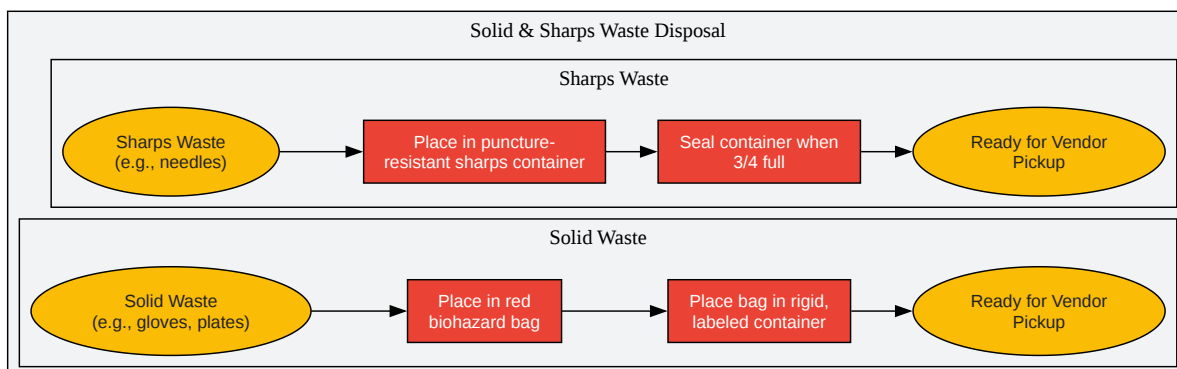 Solid & Sharps Waste Disposal
Sharps Waste
Sharps Waste
(e.g., needles)
Place in puncture-
resistant sharps container
Seal container when
3/4 full
Ready for Vendor
Pickup
Solid Waste
Solid Waste
(e.g., gloves, plates)
Place in red
biohazard bag
Place bag in rigid,
labeled container
Ready for Vendor
Pickup